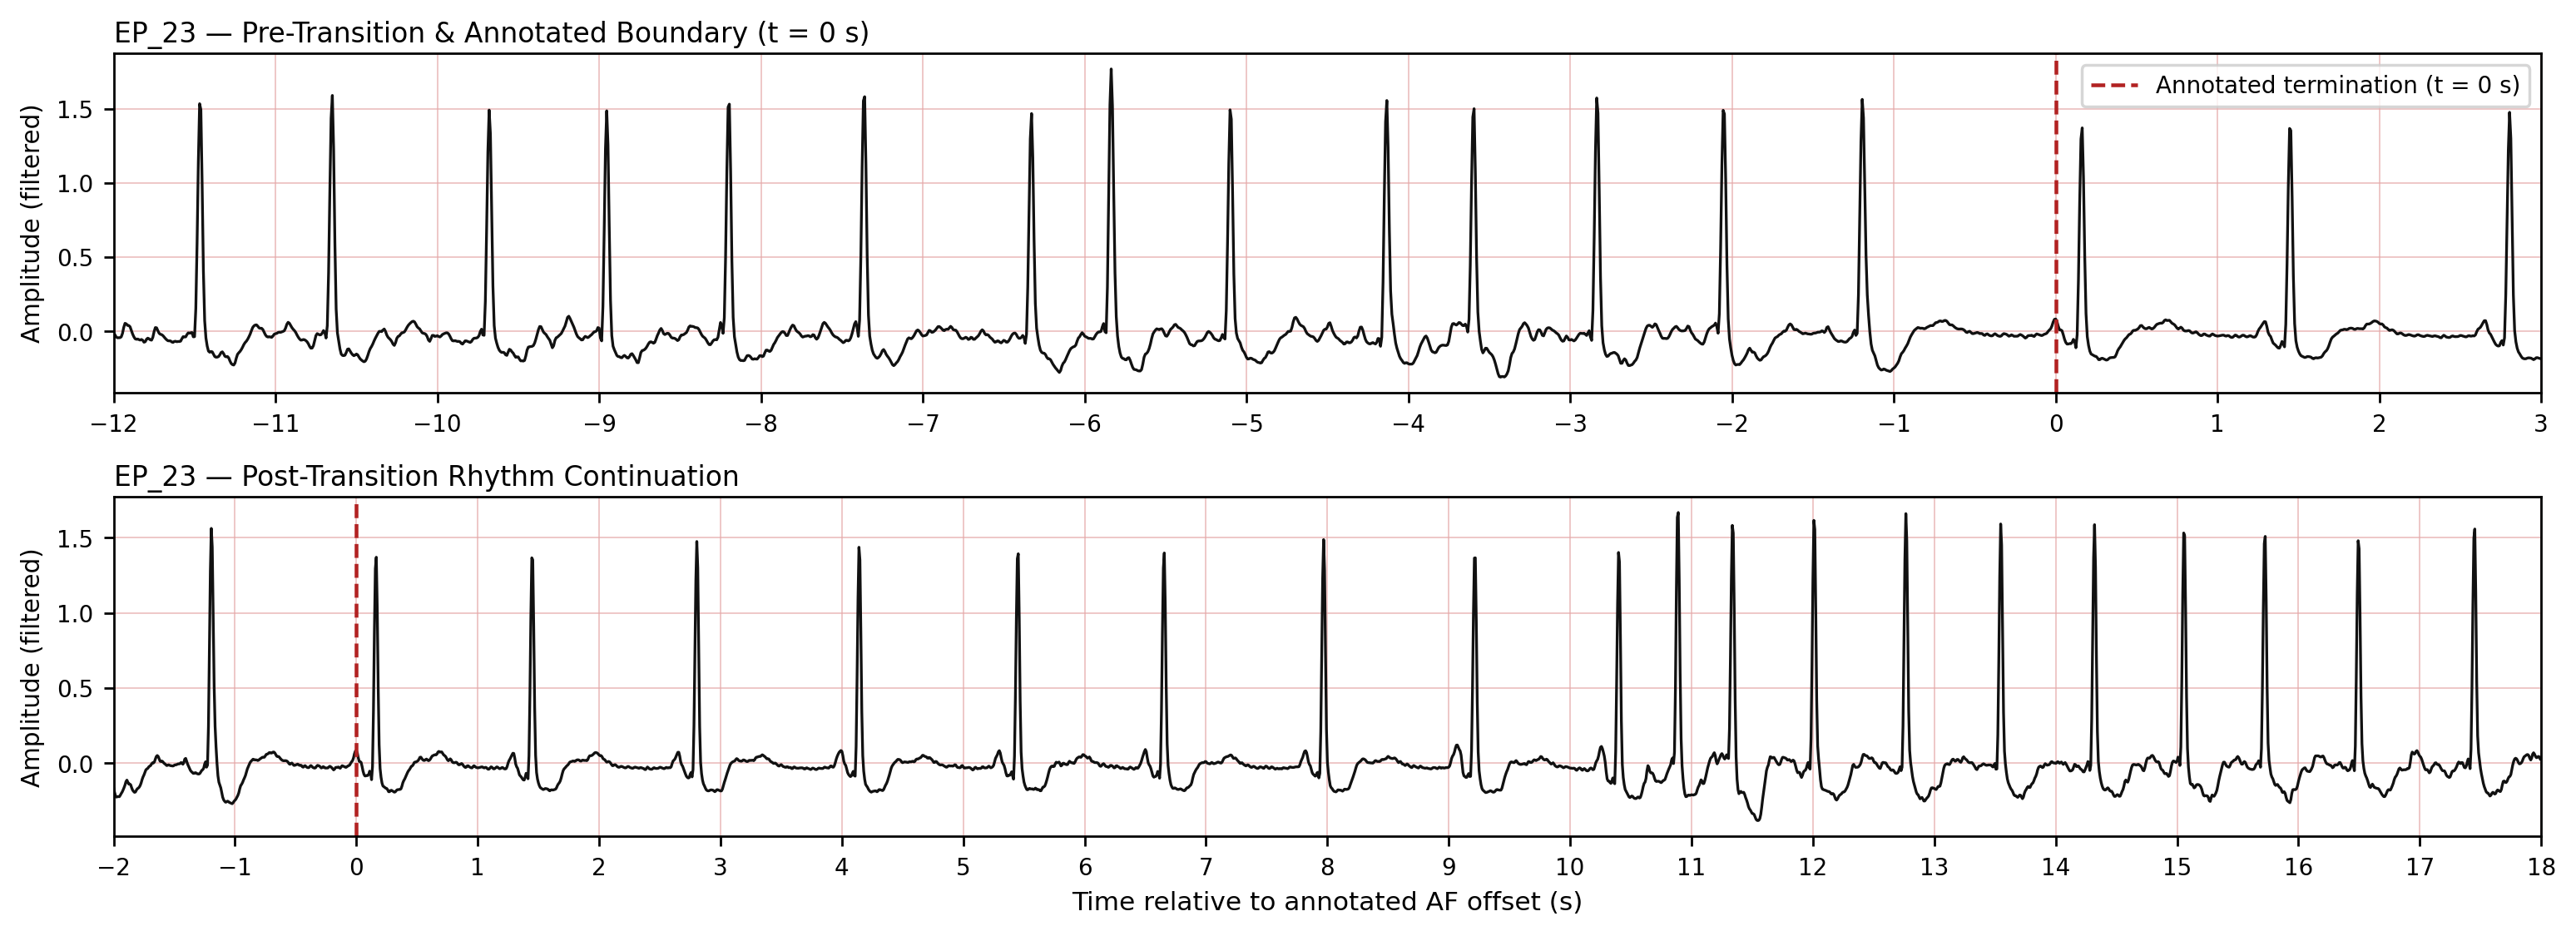 EP_23 — Pre-Transition & Annotated Boundary (t = 0 s)
Annotated termination (t = 0 s)
Amplitude (filtered)
1.5
1.0
0.5
0.0
−12 −11 −10 −9 −8 −7 −6 −5 −4 −3 −2 −1 0 1 2 3
EP_23 — Post-Transition Rhythm Continuation
Amplitude (filtered)
1.5
1.0
0.5
0.0
−2 −1 0 1 2 3 4 5 6 7 8 9 10 11 12 13 14 15 16 17 18
Time relative to annotated AF offset (s)